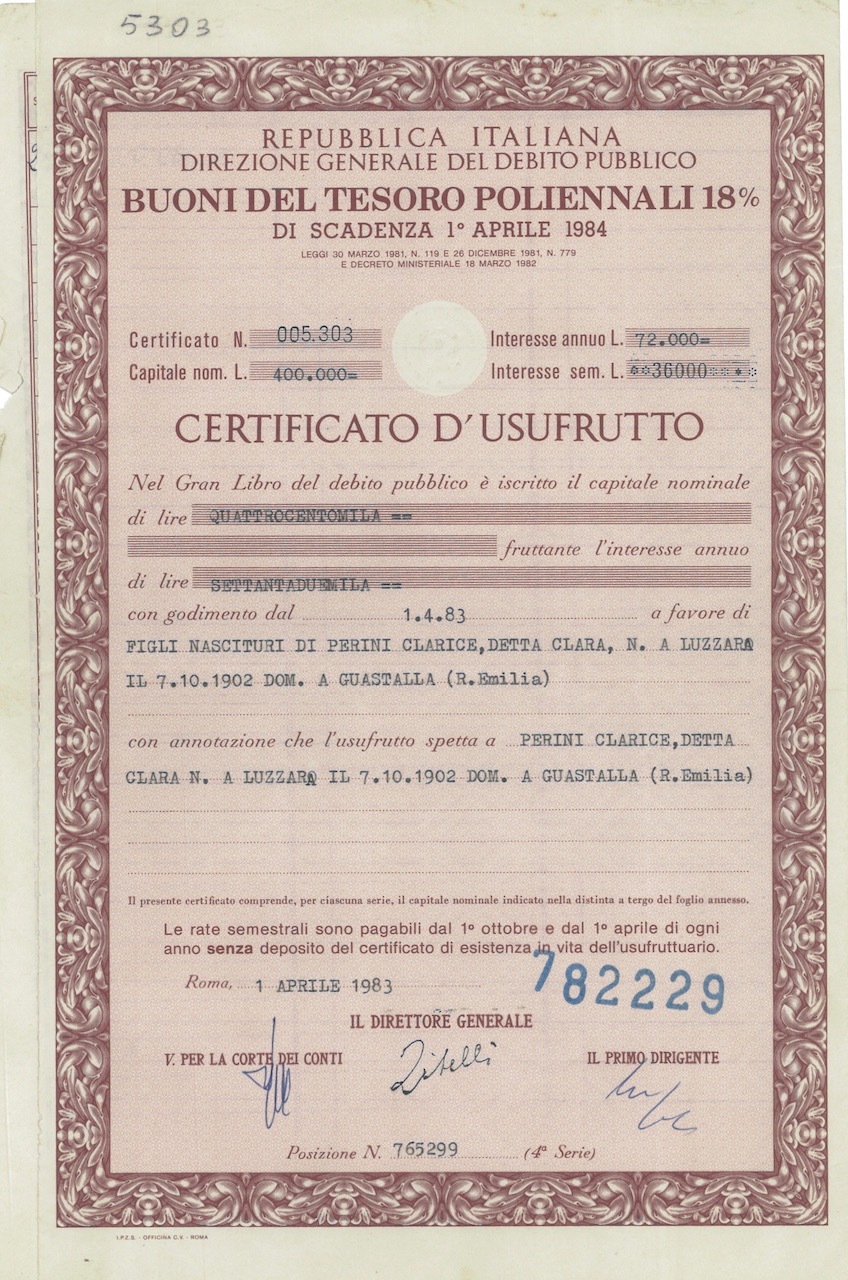 5303
REPUBBLICA ITALIANA
DIREZIONE GENERALE DEL DEBITO PUBBLICO
BUONI DEL TESORO POLIENNALI 18%
DI SCADENZA 1º APRILE 1984
LEGGI 30 MARZO 1981, N. 119 E 26 DICEMBRE 1981, N. 779
E DECRETO MINISTERIALE 18 MARZO 1982
Certificato N. 005.303 Interesse annuo L. 72.000=
Capitale nom. L. 400.000= Interesse sem. L. **36000***
CERTIFICATO D'USUFRUTTO
Nel Gran Libro del debito pubblico è iscritto il capitale nominale
di lire QUATTROCENTOMILA ==
fruttante l'interesse annuo
di lire SETTANTADUEMILA ==
con godimento dal 1.4.83 a favore di
FIGLI NASCITURI DI PERINI CLARICE,DETTA CLARA, N. A LUZZARA
IL 7.10.1902 DOM. A GUASTALLA (R.Emilia)
con annotazione che l'usufrutto spetta a PERINI CLARICE,DETTA
CLARA N. A LUZZARA IL 7.10.1902 DOM. A GUASTALLA (R.Emilia)
Il presente certificato comprende, per ciascuna serie, il capitale nominale indicato nella distinta a tergo del foglio annesso.
Le rate semestrali sono pagabili dal 1º ottobre e dal 1º aprile di ogni
anno senza deposito del certificato di esistenza in vita dell'usufruttuario.
Roma, 1 APRILE 1983
782229
IL DIRETTORE GENERALE
V. PER LA CORTE DEI CONTI Zitelli IL PRIMO DIRIGENTE
Posizione N. 765299 (4ª Serie)
I.P.Z.S. - OFFICINA C.V. - ROMA